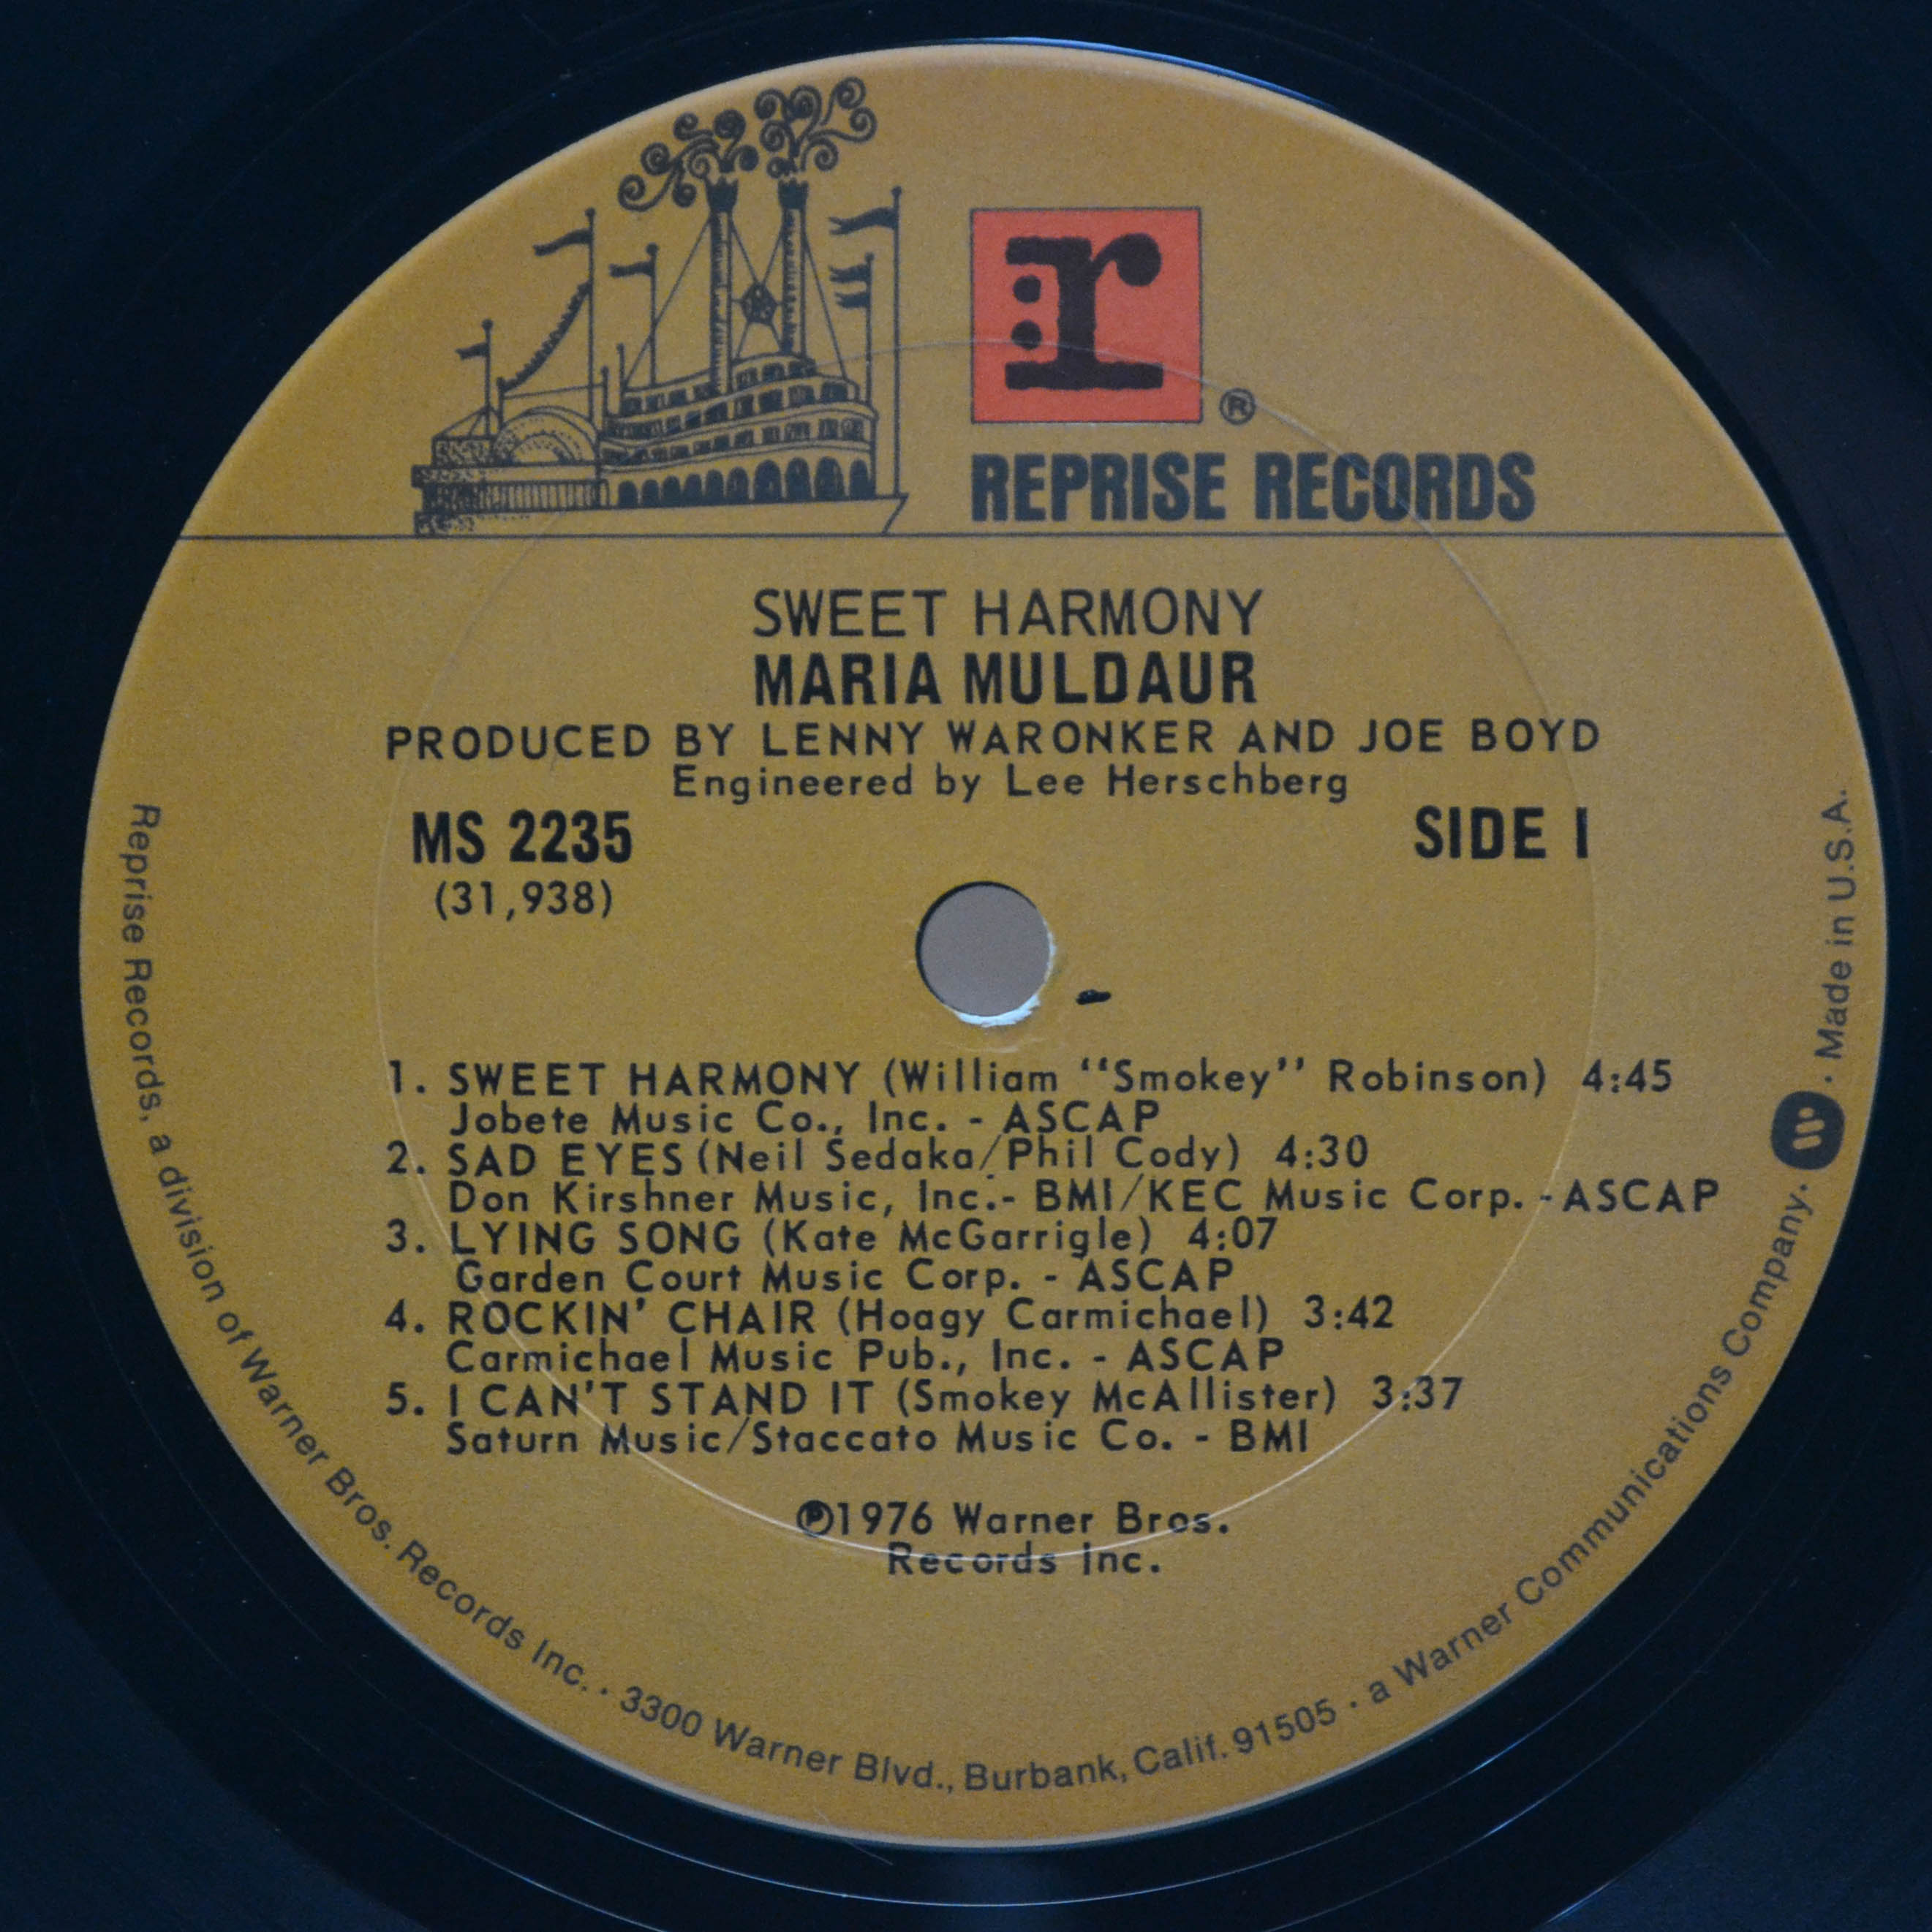 r
®
REPRISE RECORDS
SWEET HARMONY
MARIA MULDAUR
PRODUCED BY LENNY WARONKER AND JOE BOYD
Engineered by Lee Herschberg
MS 2235
SIDE 1
(31,938)
1. SWEET HARMONY (William "Smokey" Robinson) 4:45
Jobete Music Co., Inc. - ASCAP
2. SAD EYES (Neil Sedaka/Phil Cody) 4:30
Don Kirshner Music, Inc.- BMI/KEC Music Corp. - ASCAP
3. LYING SONG (Kate McGarrigle) 4:07
Garden Court Music Corp. - ASCAP
4. ROCKIN' CHAIR (Hoagy Carmichael) 3:42
Carmichael Music Pub., Inc. - ASCAP
5. I CAN'T STAND IT (Smokey McAllister) 3:37
Saturn Music/Staccato Music Co. - BMI
℗1976 Warner Bros.
Records Inc.
Reprise Records, a division of Warner Bros. Records Inc. · 3300 Warner Blvd., Burbank, Calif. 91505 · a Warner Communications Company. W · Made in U.S.A.